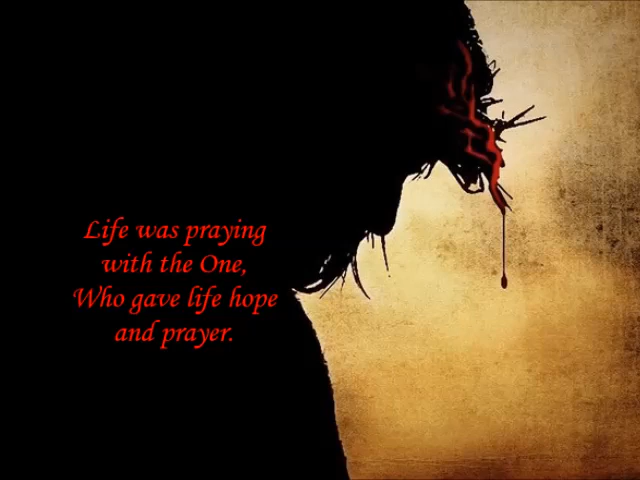 Life was praying
with the One,
Who gave life hope
and prayer.